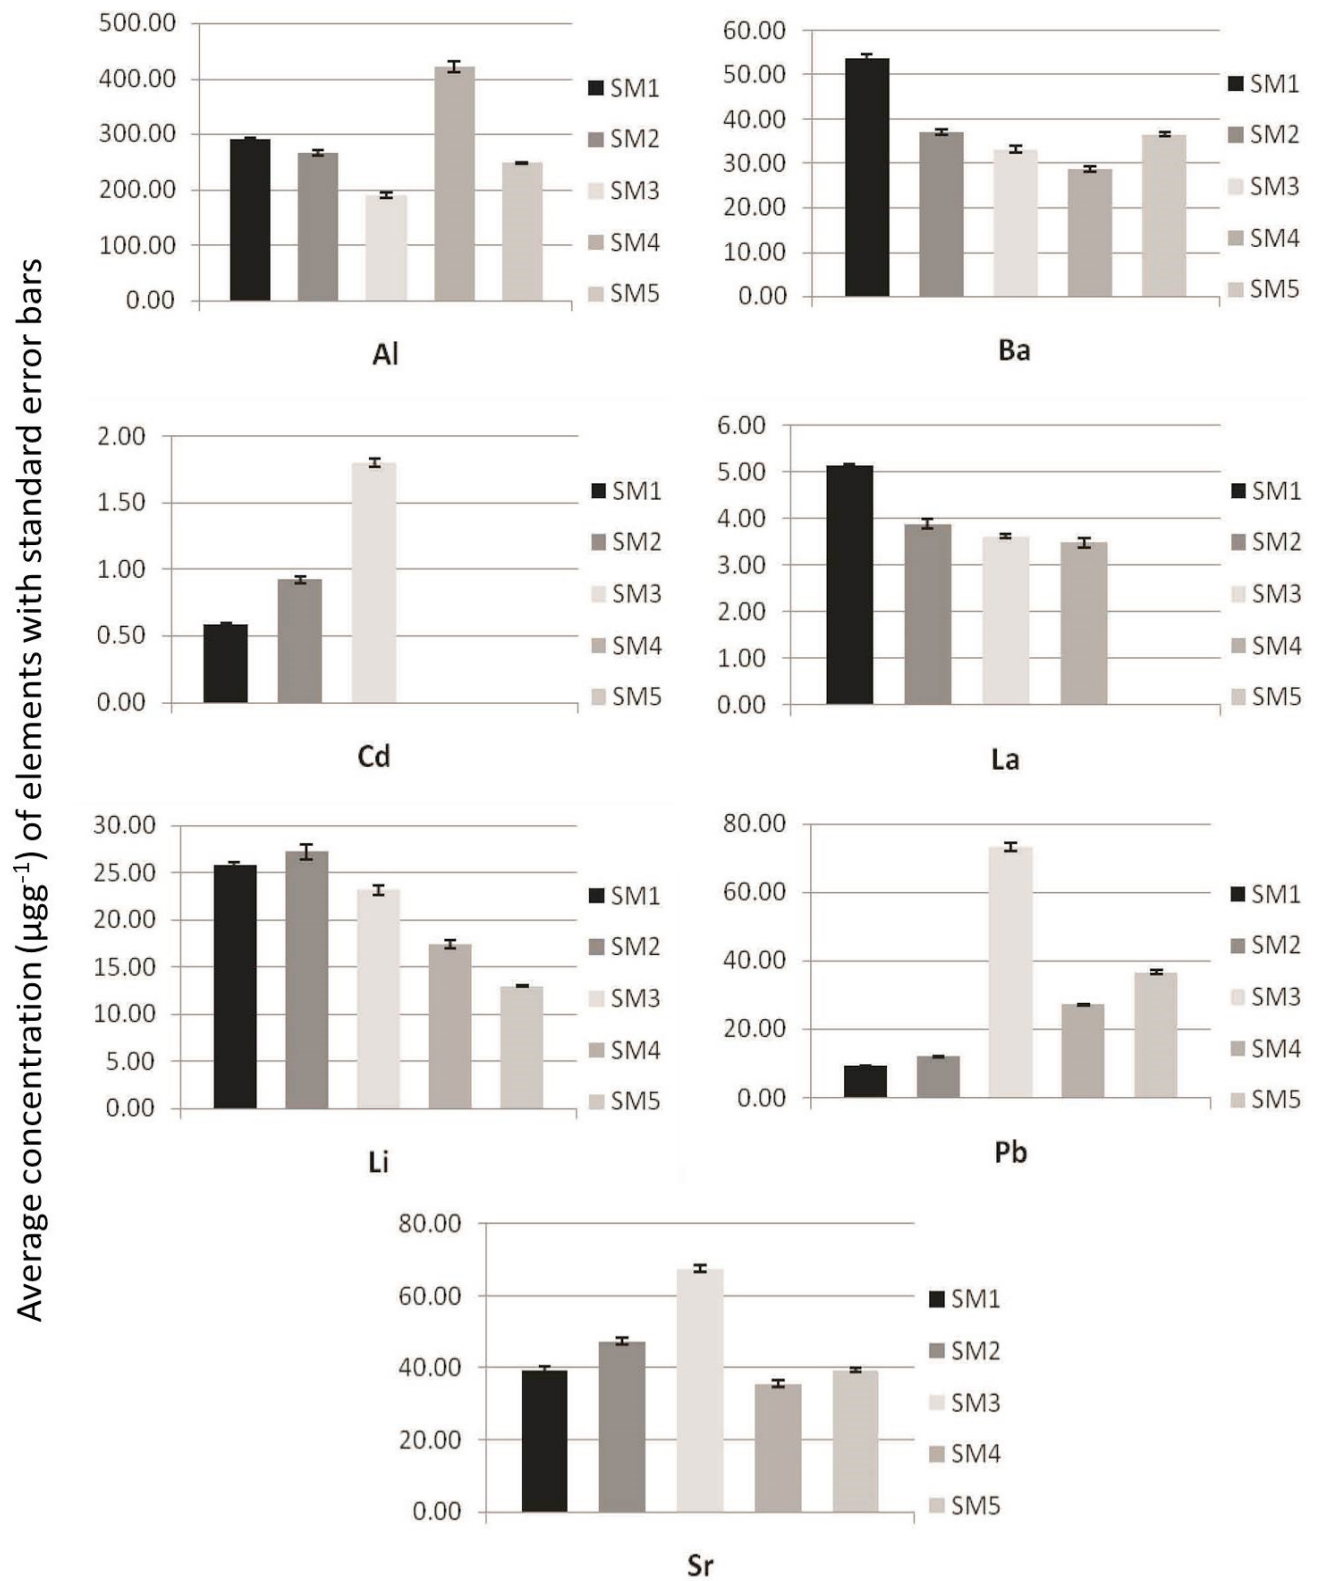 Average concentration (µgg-1) of elements with standard error bars
500.00
400.00
300.00
200.00
100.00
0.00
SM1
SM2
SM3
SM4
SM5
Al
60.00
50.00
40.00
30.00
20.00
10.00
0.00
SM1
SM2
SM3
SM4
SM5
Ba
2.00
1.50
1.00
0.50
0.00
SM1
SM2
SM3
SM4
SM5
Cd
6.00
5.00
4.00
3.00
2.00
1.00
0.00
SM1
SM2
SM3
SM4
SM5
La
30.00
25.00
20.00
15.00
10.00
5.00
0.00
SM1
SM2
SM3
SM4
SM5
Li
80.00
60.00
40.00
20.00
0.00
SM1
SM2
SM3
SM4
SM5
Pb
80.00
60.00
40.00
20.00
0.00
SM1
SM2
SM3
SM4
SM5
Sr